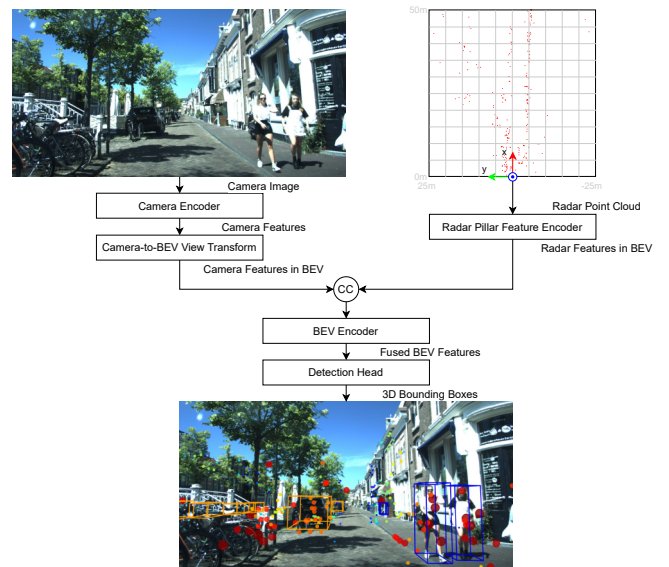 50m
x
y
0m
25m
-25m
Camera Image
Radar Point Cloud
Camera Encoder
Radar Pillar Feature Encoder
Camera Features
Radar Features in BEV
Camera-to-BEV View Transform
Camera Features in BEV
CC
BEV Encoder
Fused BEV Features
Detection Head
3D Bounding Boxes